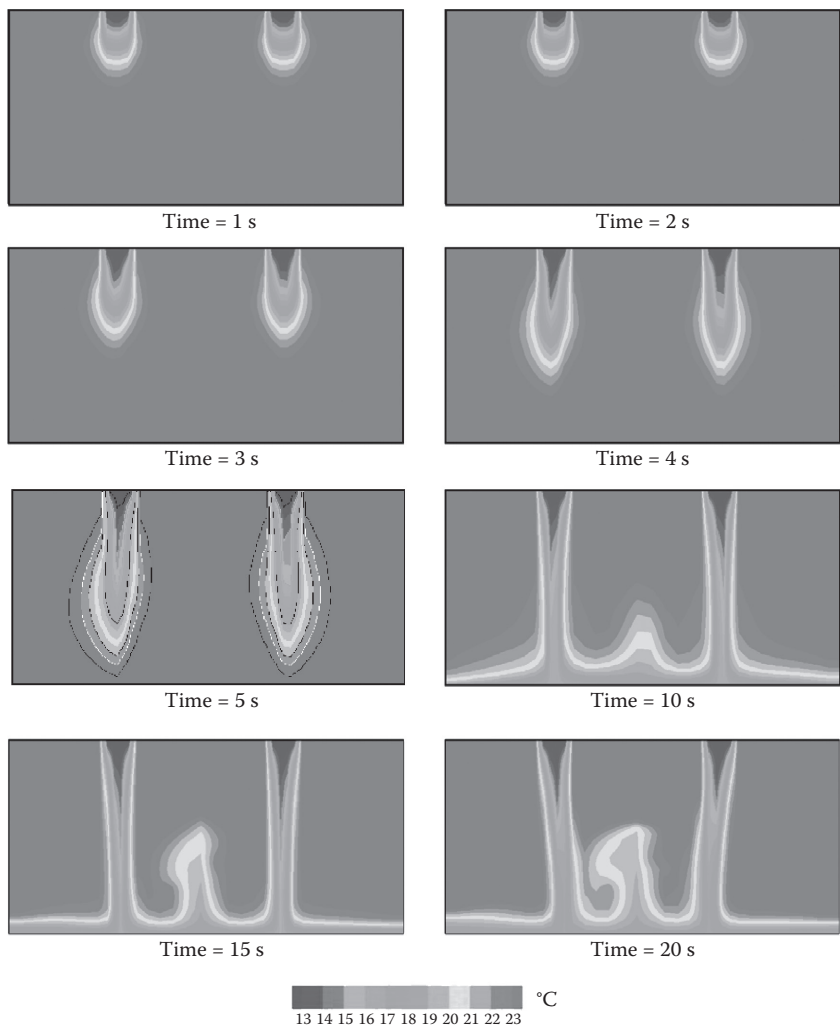 Time = 1 s
Time = 2 s
Time = 3 s
Time = 4 s
Time = 5 s
Time = 10 s
Time = 15 s
Time = 20 s
°C
13 14 15 16 17 18 19 20 21 22 23